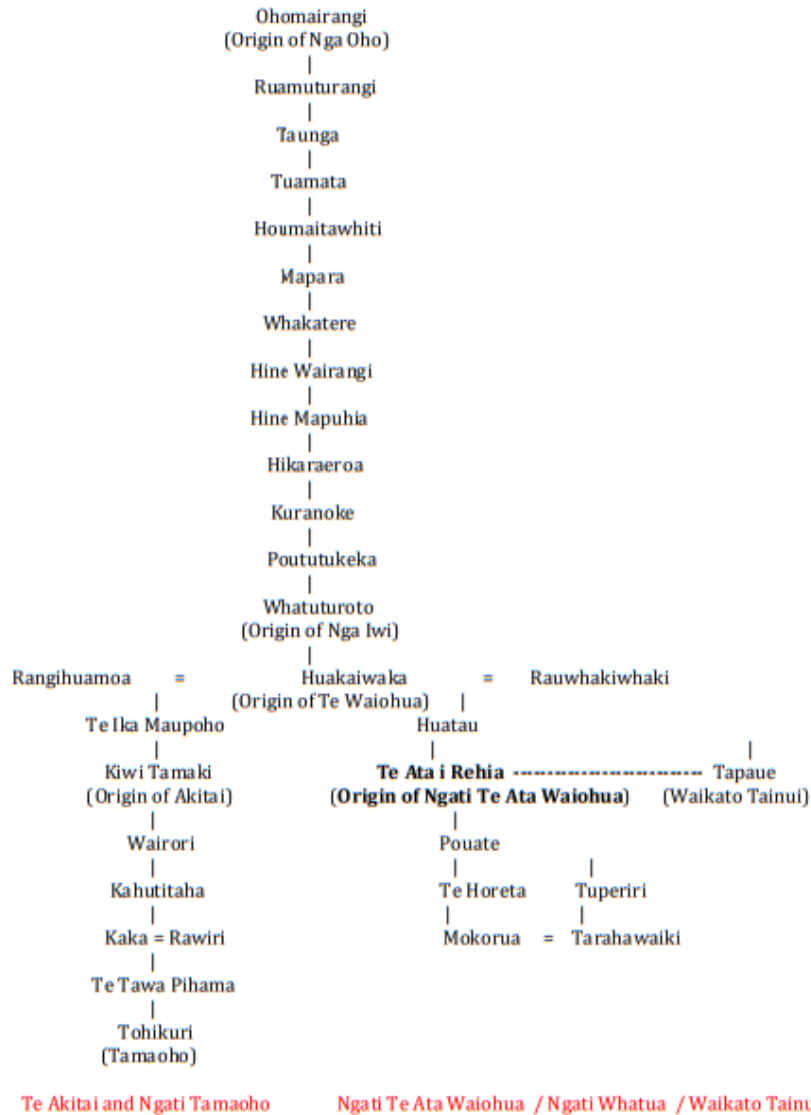 Ohomairangi
(Origin of Nga Oho)
Ruamuturangi
Taunga
Tuamata
Houmaitawhiti
Mapara
Whakatere
Hine Wairangi
Hine Mapuhia
Hikaraeroa
Kuranoke
Poututukeka
Whatuturoto
(Origin of Nga Iwi)
Rangihuamoa = Huakaiwaka = Rauwhakiwhaki
(Origin of Te Waiohua)
Te Ika Maupoho Huatau
Kiwi Tamaki Te Ata i Rehia ---------------------------- Tapaue
(Origin of Akitai) (Origin of Ngati Te Ata Waiohua) (Waikato Tainui)
Wairori Pouate
Kahutitaha Te Horeta Tuperiri
Kaka = Rawiri Mokorua = Tarahawaiki
Te Tawa Pihama
Tohikuri
(Tamaoho)
Te Akitai and Ngati Tamaoho Ngati Te Ata Waiohua / Ngati Whatua / Waikato Tainu